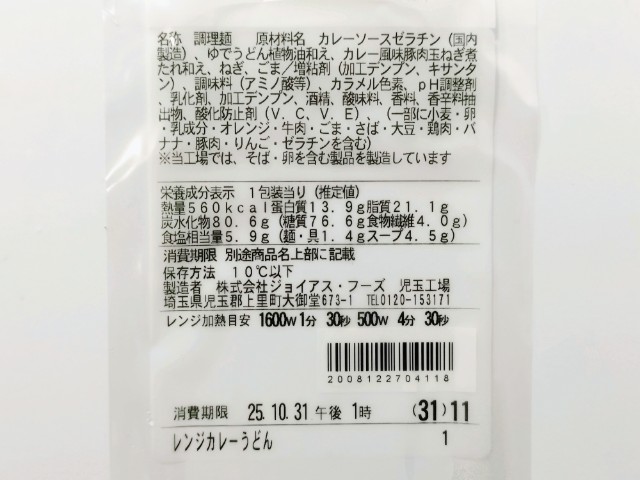 名称　調理麺　　原材料名　カレーソースゼラチン（国内
製造）、ゆでうどん植物油和え、カレー風味豚肉玉ねぎ煮
たれ和え、ねぎ、ごま／増粘剤（加工デンプン、キサンタ
ン）、調味料（アミノ酸等）、カラメル色素、ｐＨ調整剤
、乳化剤、加工デンプン、酒精、酸味料、香料、香辛料抽
出物、酸化防止剤（Ｖ．Ｃ、Ｖ．Ｅ）、（一部に小麦・卵
・乳成分・オレンジ・牛肉・ごま・さば・大豆・鶏肉・バ
ナナ・豚肉・りんご・ゼラチンを含む）
※当工場では、そば・卵を含む製品を製造しています
栄養成分表示　１包装当り（推定値）
熱量５６０ｋｃａｌ蛋白質１３．９ｇ脂質２１．１ｇ
炭水化物８０．６ｇ（糖質７６．６ｇ食物繊維４．０ｇ）
食塩相当量５．９ｇ（麺・具１．４ｇスープ４．５ｇ）
消費期限　別途商品名上部に記載
保存方法　１０℃以下
製造者　株式会社ジョイアス・フーズ　児玉工場
埼玉県児玉郡上里町大御堂673-1　TEL0120-153171
レンジ加熱目安　1600W 1分　30秒 500W　4分　30秒
2008122704118
消費期限　25.10.31 午後 1時　(31) 11
レンジカレーうどん　1